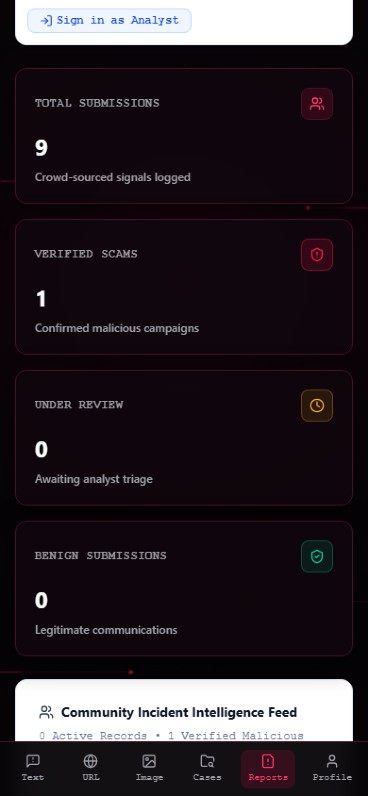 Sign in as Analyst
TOTAL SUBMISSIONS
9
Crowd-sourced signals logged
VERIFIED SCAMS
1
Confirmed malicious campaigns
UNDER REVIEW
0
Awaiting analyst triage
BENIGN SUBMISSIONS
0
Legitimate communications
Community Incident Intelligence Feed
0 Active Records • 1 Verified Malicious
Text URL Image Cases Reports Profile